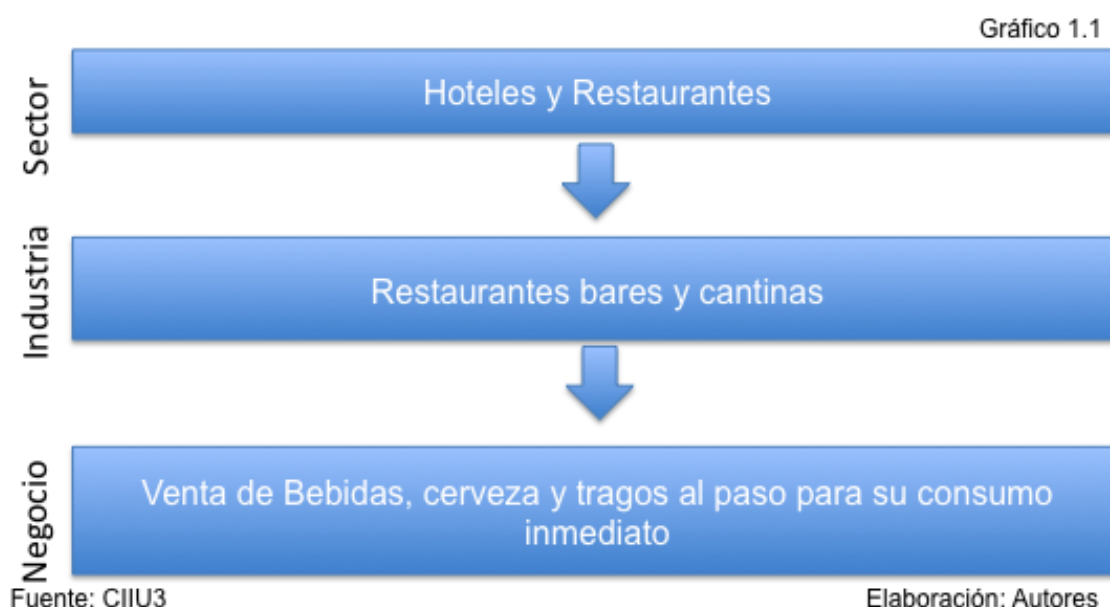 Gráfico 1.1
Sector
Hoteles y Restaurantes
Industria
Restaurantes bares y cantinas
Negocio
Venta de Bebidas, cerveza y tragos al paso para su consumo
inmediato
Fuente: CIIU3
Elaboración: Autores